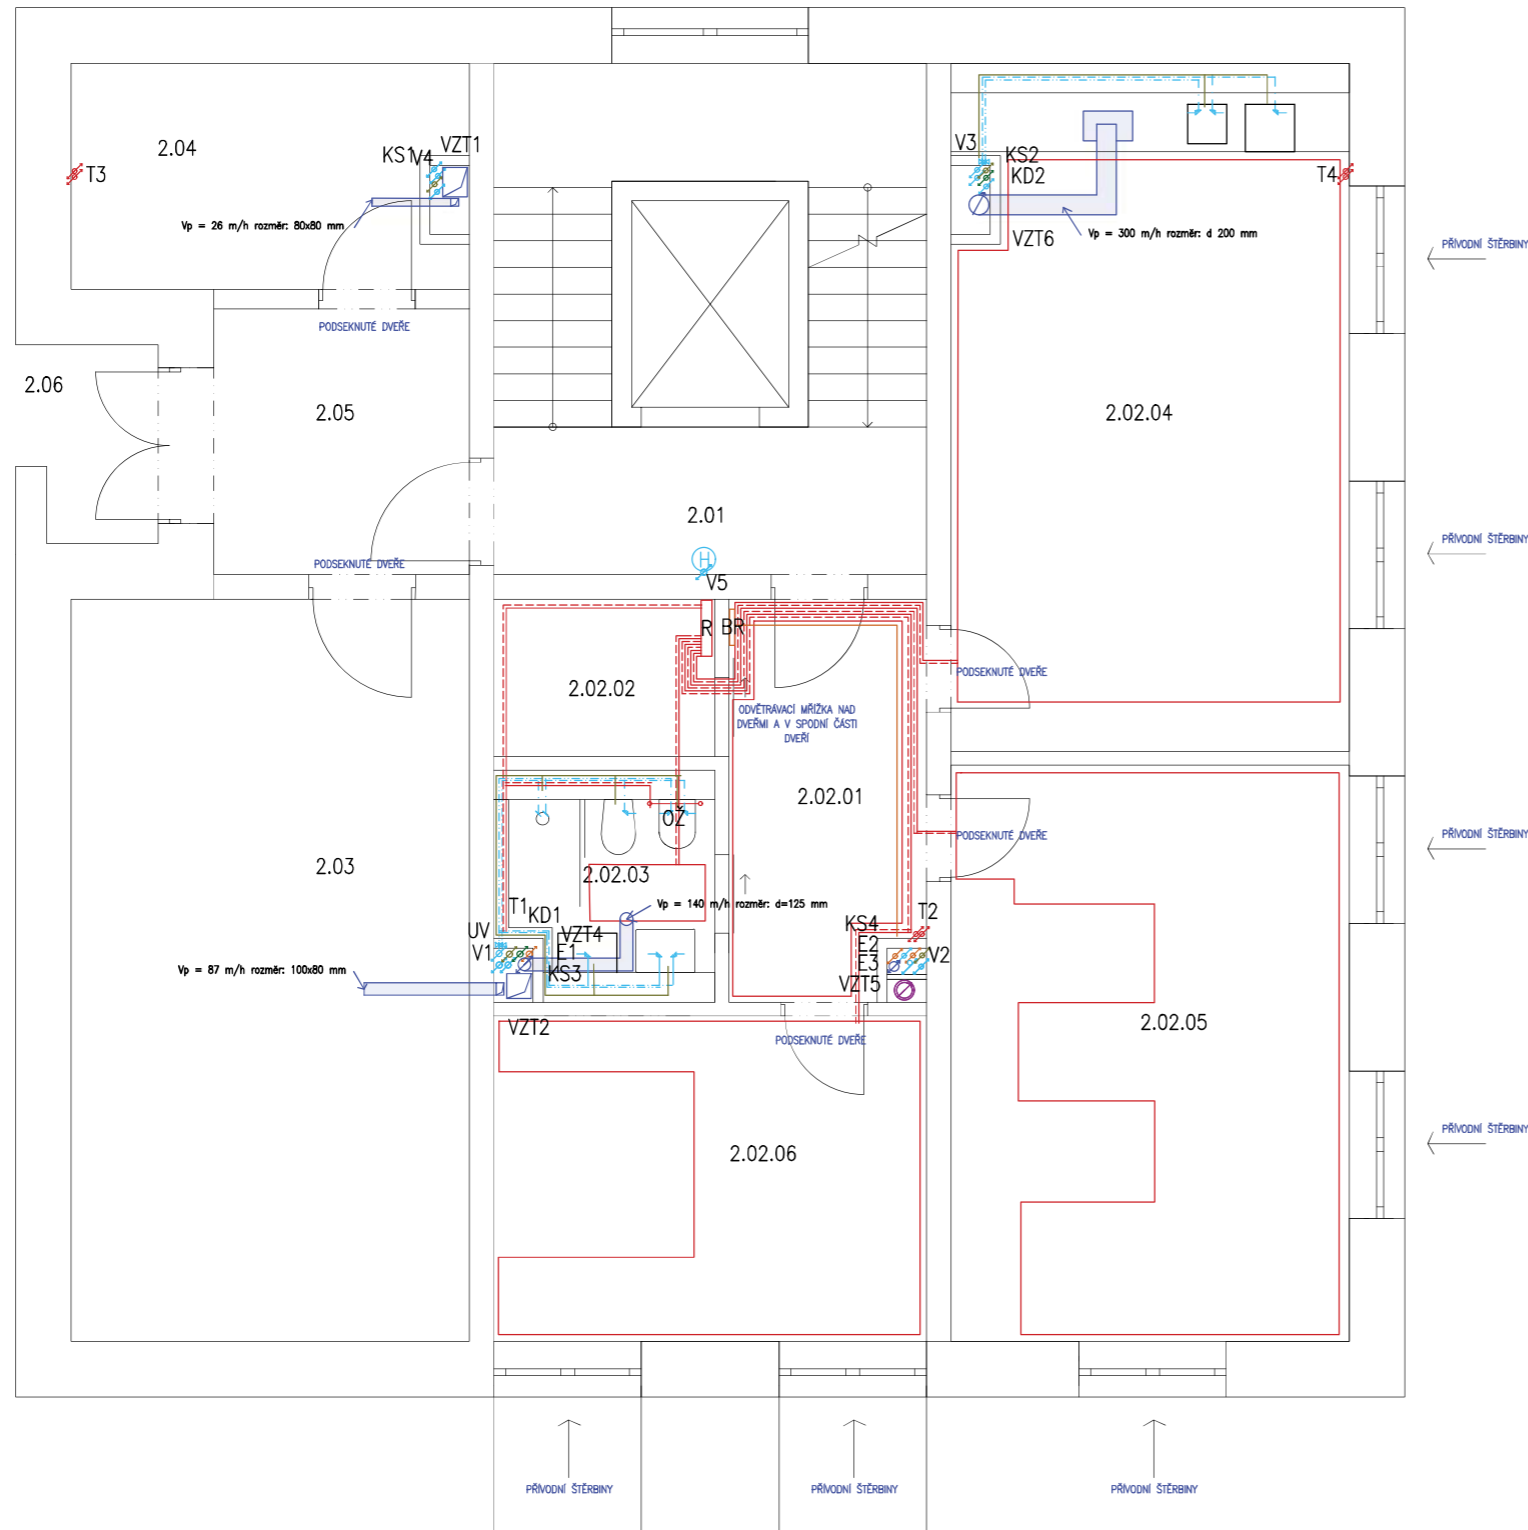 2.04
VZT1
KS1
V4
T3
Vp = 26 m/h rozměr: 80x80 mm
PODSEKNUTÉ DVEŘE
V3
KS2
KD2
T4
VZT6
Vp = 300 m/h rozměr: d 200 mm
PŘÍVODNÍ ŠTĚRBINY
2.06
2.05
2.02.04
2.01
H
V5
PODSEKNUTÉ DVEŘE
PŘÍVODNÍ ŠTĚRBINY
R
BR
2.02.02
PODSEKNUTÉ DVEŘE
ODVĚTRÁVACÍ MŘÍŽKA NAD
DVEŘMI A V SPODNÍ ČÁSTI
DVEŘÍ
2.02.01
OŽ
PODSEKNUTÉ DVEŘE
PŘÍVODNÍ ŠTĚRBINY
2.03
2.02.03
Vp = 140 m/h rozměr: d=125 mm
T1
KD1
UV
V1
VZT4
E1
KS3
KS4
T2
E2
E3
V2
VZT5
Vp = 87 m/h rozměr: 100x80 mm
VZT2
PODSEKNUTÉ DVEŘE
2.02.05
2.02.06
PŘÍVODNÍ ŠTĚRBINY
PŘÍVODNÍ ŠTĚRBINY
PŘÍVODNÍ ŠTĚRBINY
PŘÍVODNÍ ŠTĚRBINY